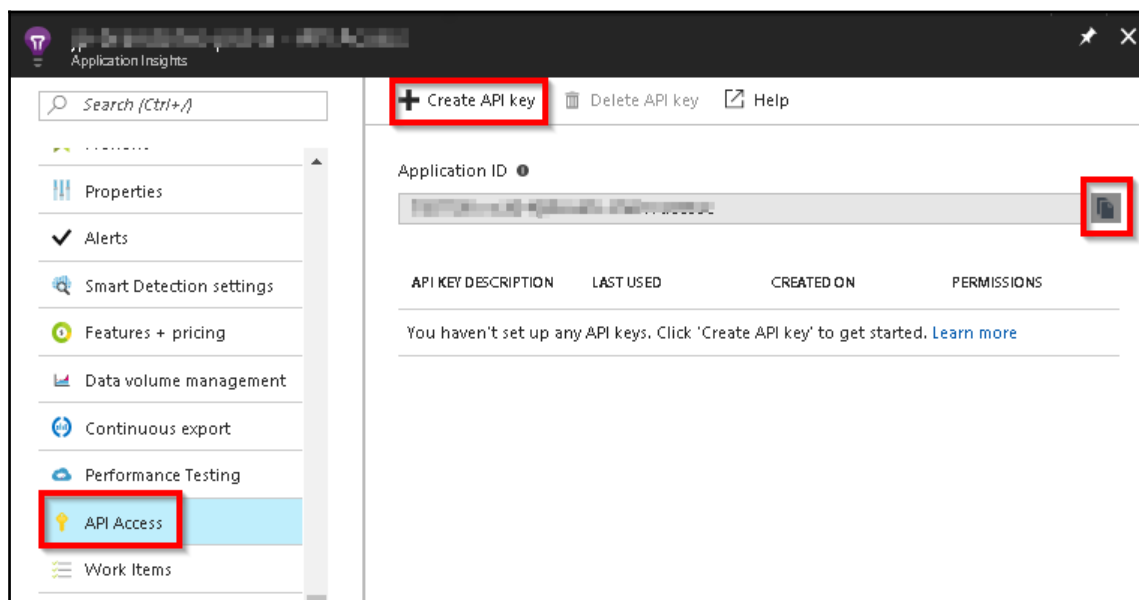 Application Insights
Search (Ctrl+/)
Properties
Alerts
Smart Detection settings
Features + pricing
Data volume management
Continuous export
Performance Testing
API Access
Work Items
Create API key
Delete API key
Help
Application ID
API KEY DESCRIPTION LAST USED CREATED ON PERMISSIONS
You haven't set up any API keys. Click 'Create API key' to get started. Learn more